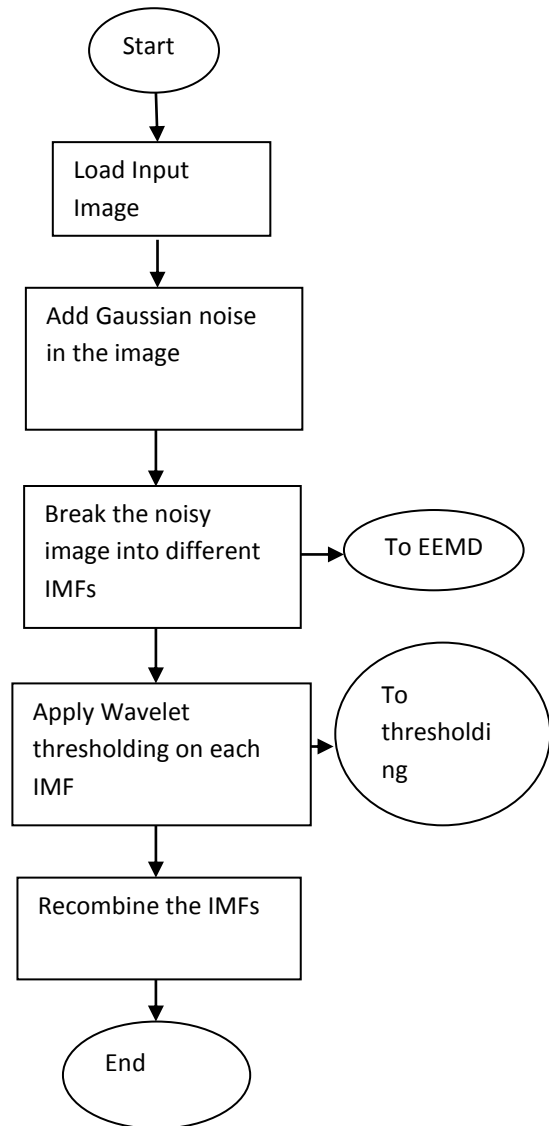 Start
Load Input
Image
Add Gaussian noise
in the image
Break the noisy
image into different
IMFs
To EEMD
Apply Wavelet
thresholding on each
IMF
To
thresholdi
ng
Recombine the IMFs
End